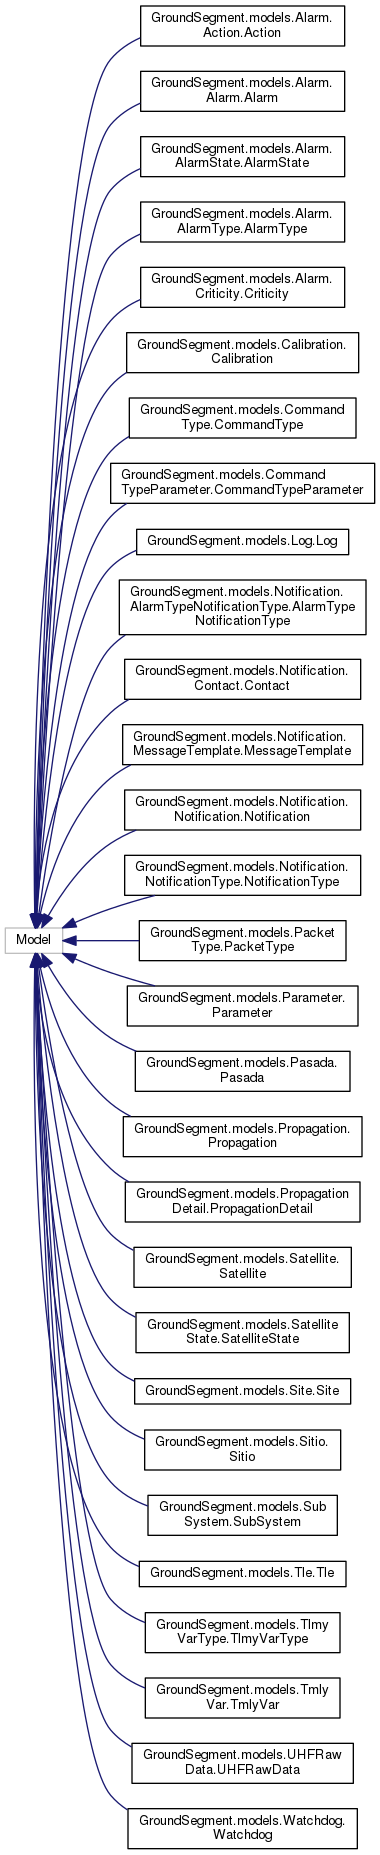 GroundSegment.models.Alarm.
Action.Action
GroundSegment.models.Alarm.
Alarm.Alarm
GroundSegment.models.Alarm.
AlarmState.AlarmState
GroundSegment.models.Alarm.
AlarmType.AlarmType
GroundSegment.models.Alarm.
Criticity.Criticity
GroundSegment.models.Calibration.
Calibration
GroundSegment.models.Command
Type.CommandType
GroundSegment.models.Command
TypeParameter.CommandTypeParameter
GroundSegment.models.Log.Log
GroundSegment.models.Notification.
AlarmTypeNotificationType.AlarmType
NotificationType
GroundSegment.models.Notification.
Contact.Contact
GroundSegment.models.Notification.
MessageTemplate.MessageTemplate
GroundSegment.models.Notification.
Notification.Notification
GroundSegment.models.Notification.
NotificationType.NotificationType
Model
GroundSegment.models.Packet
Type.PacketType
GroundSegment.models.Parameter.
Parameter
GroundSegment.models.Pasada.
Pasada
GroundSegment.models.Propagation.
Propagation
GroundSegment.models.Propagation
Detail.PropagationDetail
GroundSegment.models.Satellite.
Satellite
GroundSegment.models.Satellite
State.SatelliteState
GroundSegment.models.Site.Site
GroundSegment.models.Sitio.
Sitio
GroundSegment.models.Sub
System.SubSystem
GroundSegment.models.Tle.Tle
GroundSegment.models.Tlmy
VarType.TlmyVarType
GroundSegment.models.Tmly
Var.TmlyVar
GroundSegment.models.UHFRaw
Data.UHFRawData
GroundSegment.models.Watchdog.
Watchdog